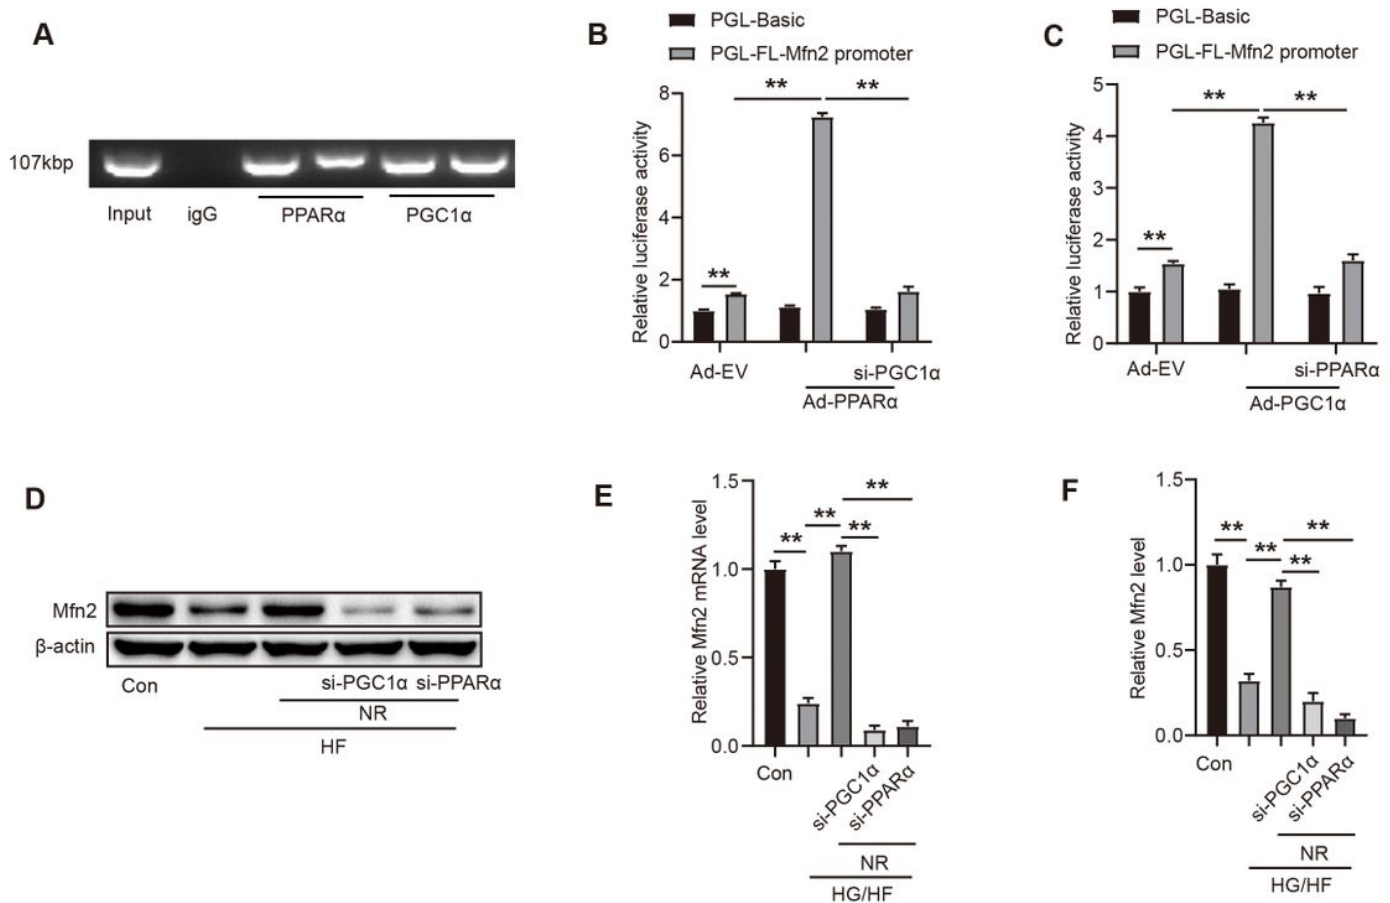 A
107kbp
Input igG PPARα PGC1α
B
PGL-Basic
PGL-FL-Mfn2 promoter
Relative luciferase activity
8
6
4
2
0
** ** **
Ad-EV
si-PGC1α
Ad-PPARα
C
PGL-Basic
PGL-FL-Mfn2 promoter
Relative luciferase activity
5
4
3
2
1
0
** ** **
Ad-EV
si-PPARα
Ad-PGC1α
D
Mfn2
β-actin
Con
si-PGC1α si-PPARα
NR
HF
E
Relative Mfn2 mRNA level
1.5
1.0
0.5
0.0
** ** ** **
Con
si-PGC1α
si-PPARα
NR
HG/HF
F
Relative Mfn2 level
1.5
1.0
0.5
0.0
** ** ** **
Con
si-PGC1α
si-PPARα
NR
HG/HF